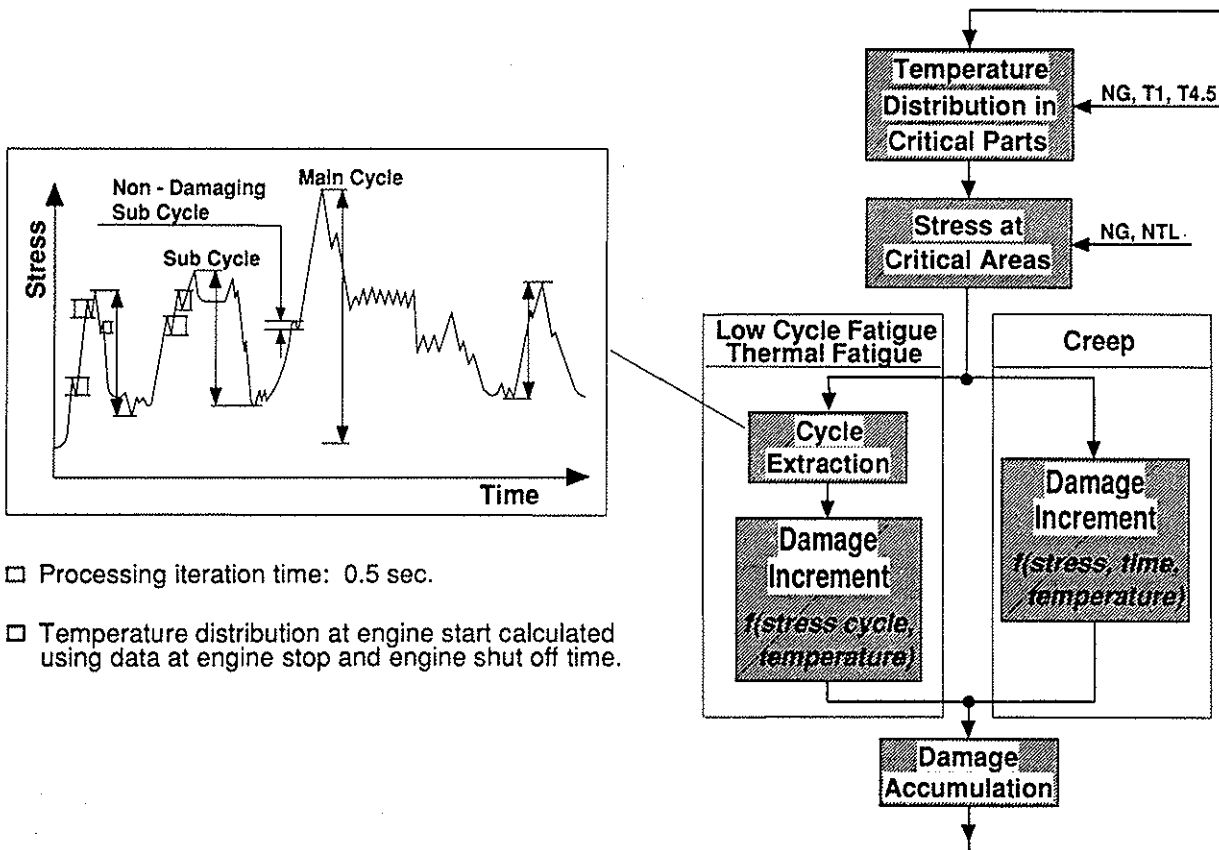 Non - Damaging
Sub Cycle
Main Cycle
Sub Cycle
Stress
Time
Processing iteration time: 0.5 sec.
Temperature distribution at engine start calculated
using data at engine stop and engine shut off time.
Temperature
Distribution in
Critical Parts
NG, T1, T4.5
Stress at
Critical Areas
NG, NTL
Low Cycle Fatigue
Thermal Fatigue
Creep
Cycle
Extraction
Damage
Increment
f(stress cycle,
temperature)
Damage
Increment
f(stress, time,
temperature)
Damage
Accumulation